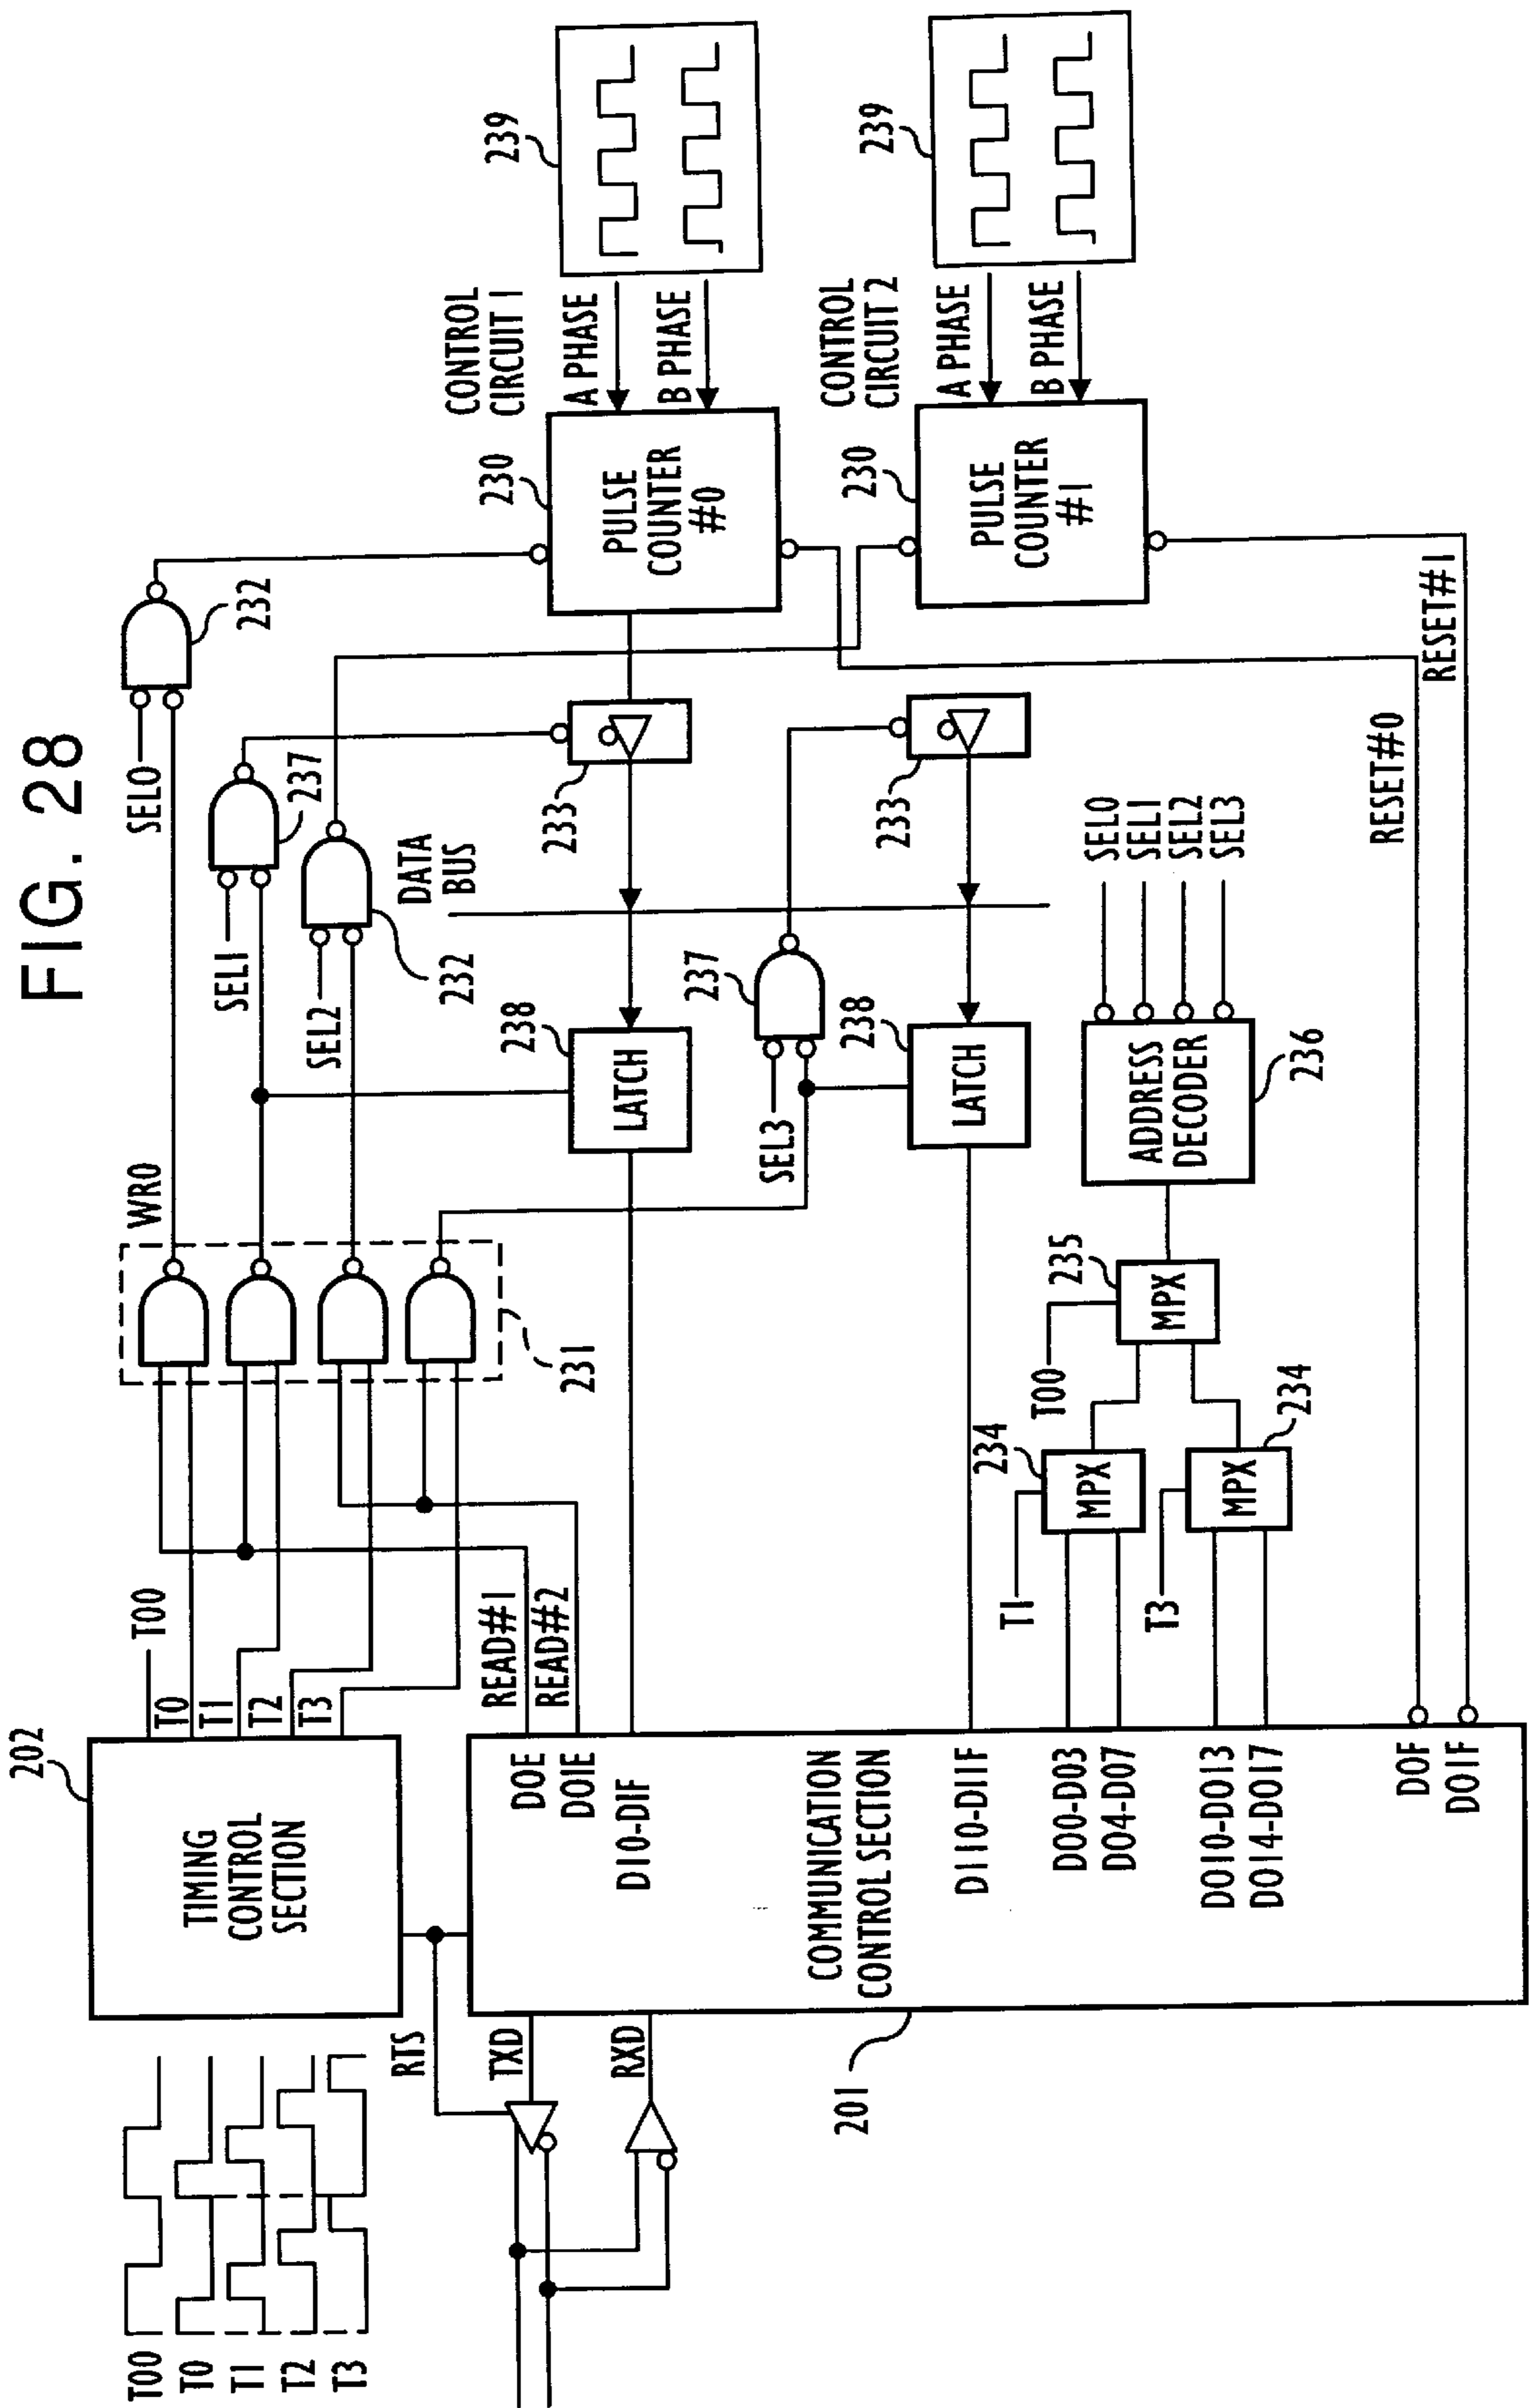 FIG. 28
T00
T0
T1
T2
T3
202
TIMING
CONTROL
SECTION
T00
T0
T1
T2
T3
231
WR0
SEL0
232
SEL1
237
SEL2
232
DATA
BUS
RTS
TXD
RXD
201
COMMUNICATION
CONTROL SECTION
DOE
DO1E
DI0-DIF
DI10-DI1F
DO0-DO3
DO4-DO7
DO10-DO13
DO14-DO17
DOF
DO1F
READ#1
READ#2
LATCH
238
233
SEL3
237
LATCH
238
233
T1
MPX
234
T3
MPX
234
T00
MPX
235
ADDRESS
DECODER
236
SEL0
SEL1
SEL2
SEL3
RESET#0
RESET#1
PULSE
COUNTER
#0
230
CONTROL
CIRCUIT 1
A PHASE
B PHASE
239
PULSE
COUNTER
#1
230
CONTROL
CIRCUIT 2
A PHASE
B PHASE
239